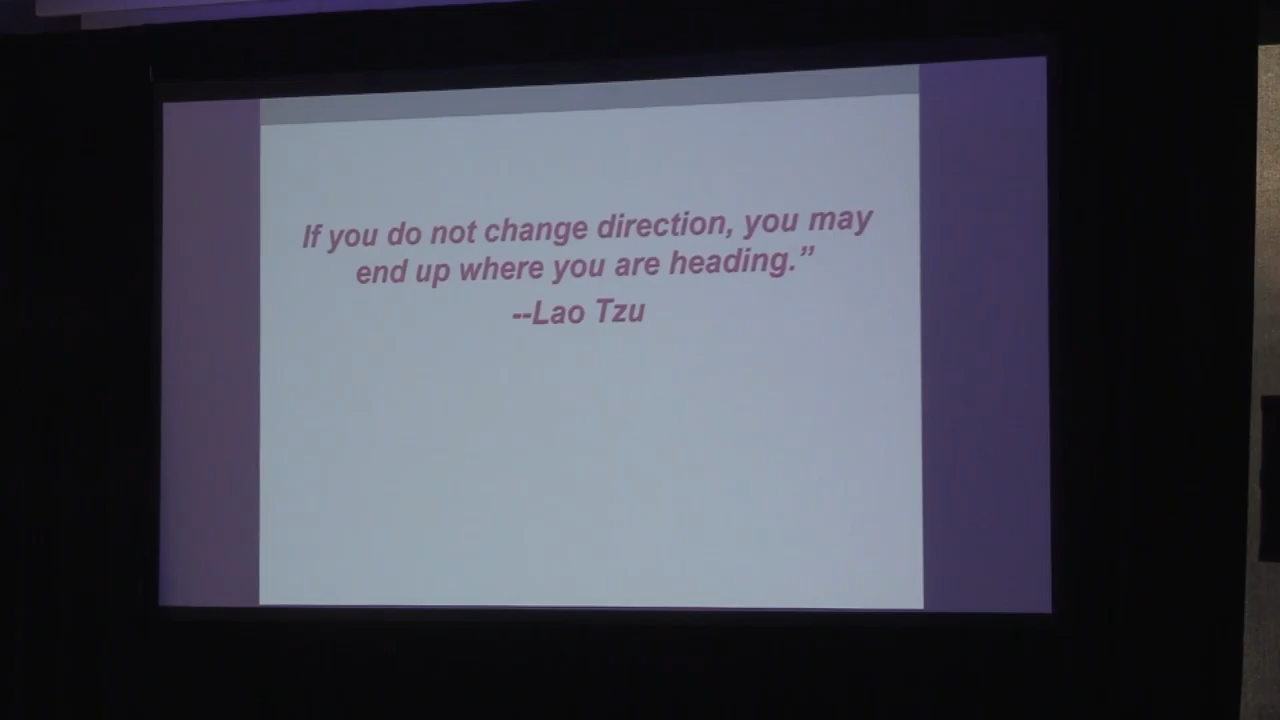 If you do not change direction, you may
end up where you are heading.”
--Lao Tzu